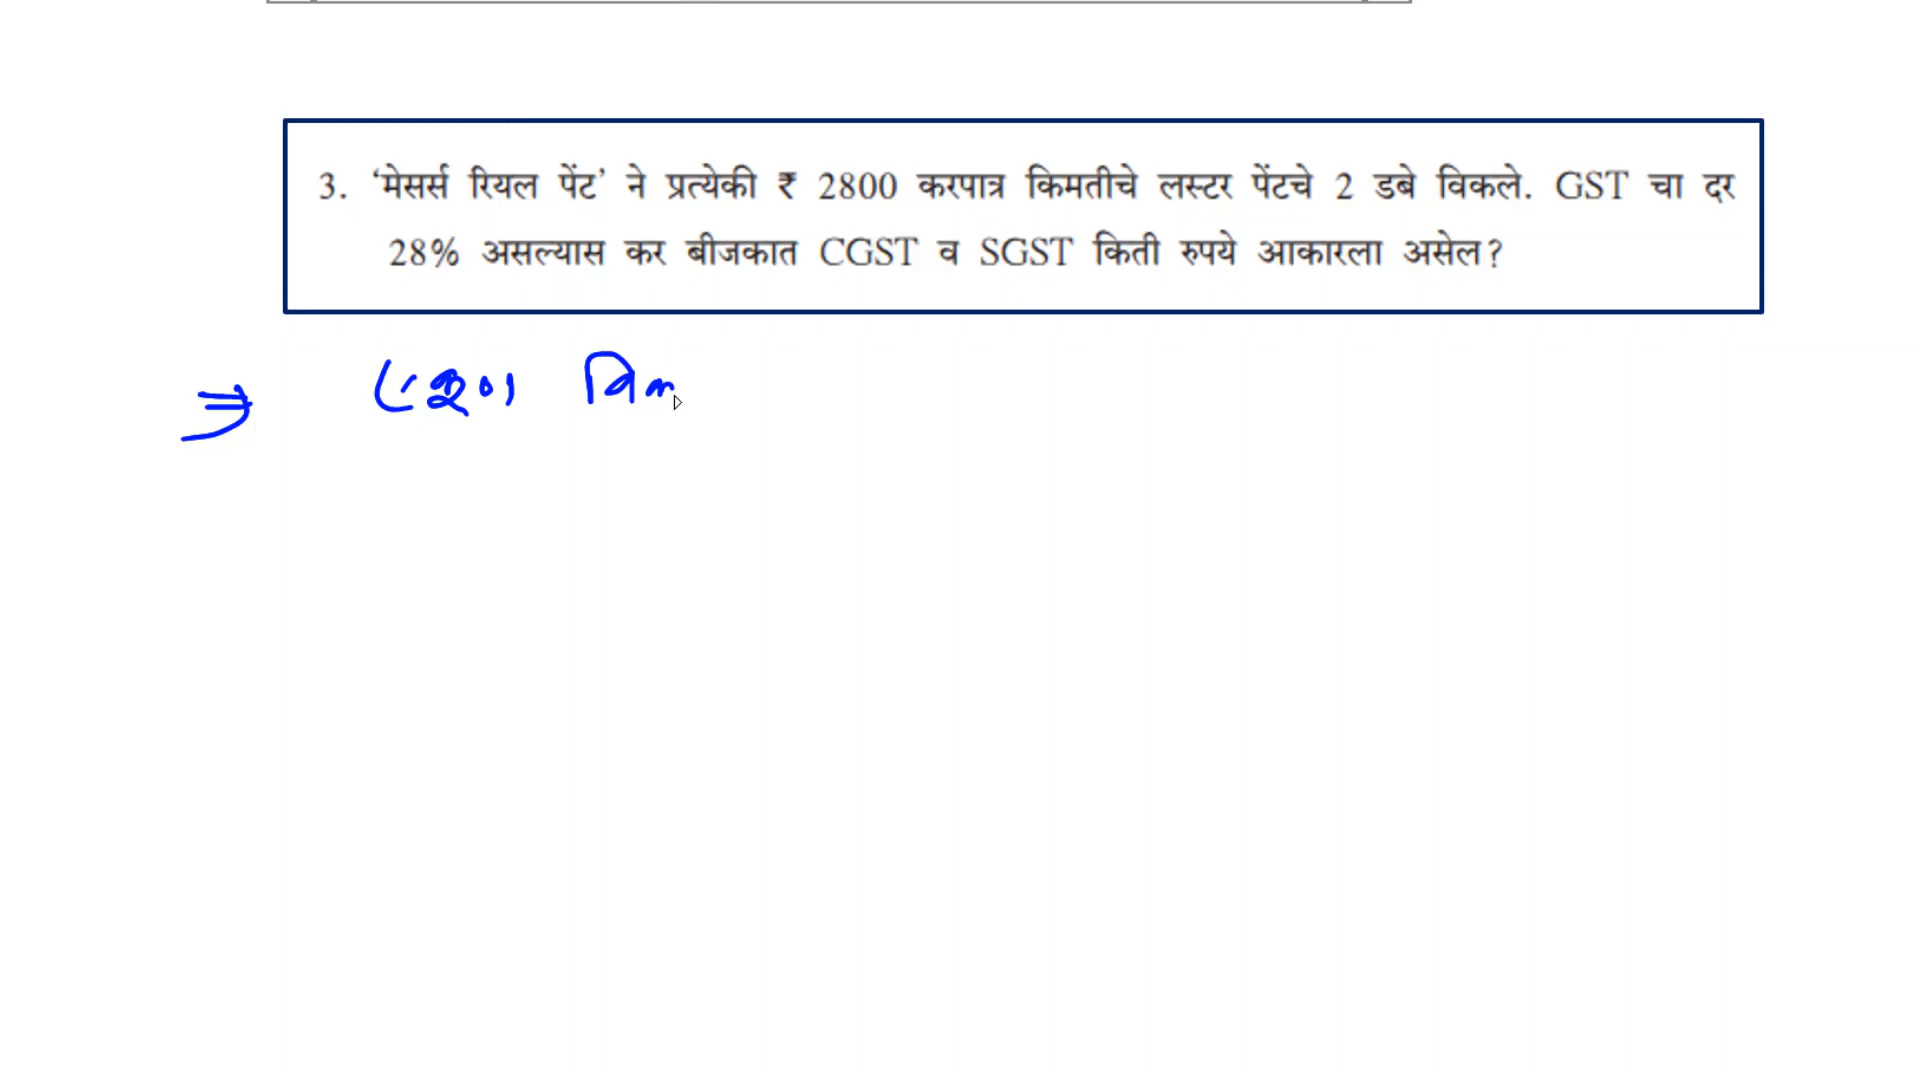 3. ‘मेसर्स रियल पेंट’ ने प्रत्येकी ₹ 2800 करपात्र किमतीचे लस्टर पेंटचे 2 डबे विकले. GST चा दर
28% असल्यास कर बीजकात CGST व SGST किती रुपये आकारला असेल?
⇒